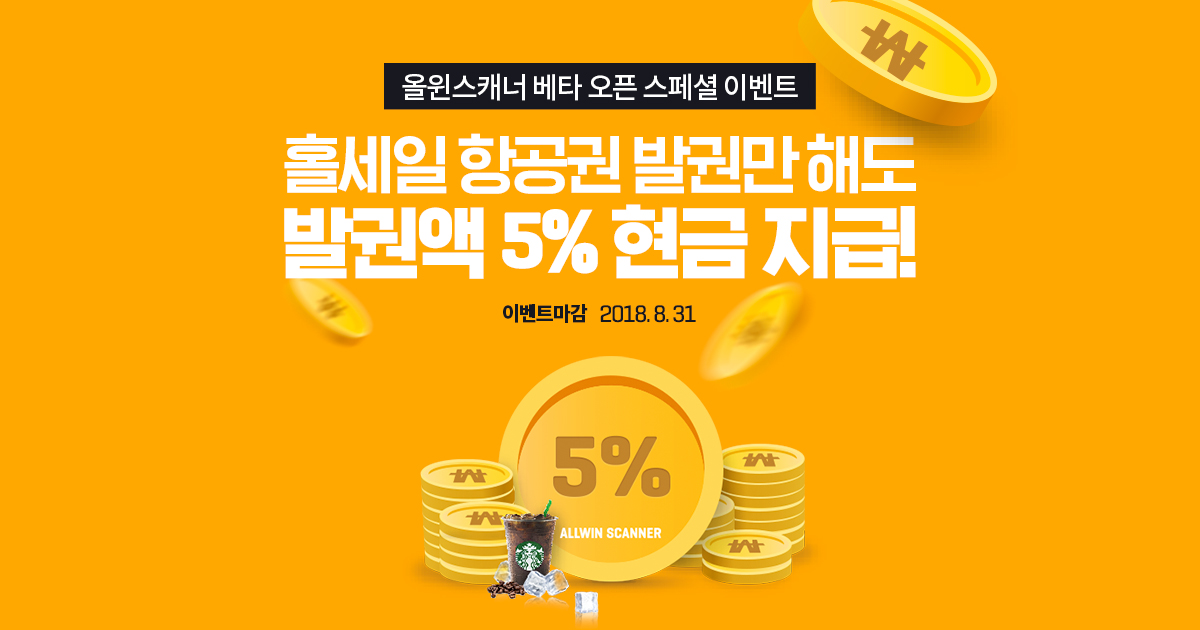 올윈스캐너 베타 오픈 스페셜 이벤트
홀세일 항공권 발권만 해도
발권액 5% 현금 지급!
이벤트마감 2018. 8. 31
5%
ALLWIN SCANNER